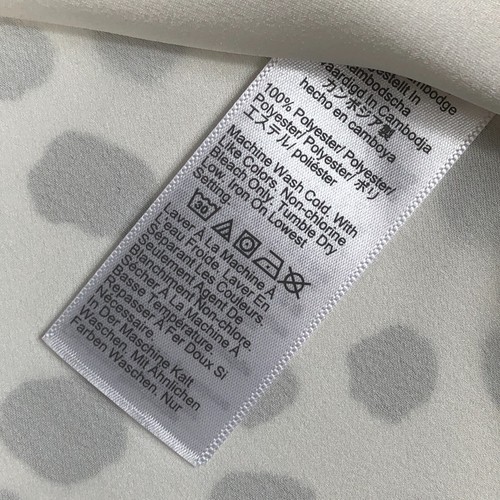 cambodge
estellt in
Kambodscha
vaardigd In Cambodja
カンボジア製
hecho en camboya
100% Polyester/ Polyester/
Polyester/ Polyester/ ポリ
エステル/ poliéster
Machine Wash Cold. With
Like Colors, Non-chlorine
Bleach Only, Tumble Dry
Low, Iron On Lowest
Setting
30
Laver À La Machine À
l'eau Froide. Laver En
Séparant Les Couleurs.
Seulement Agent De
Blanchiment Non-chlore.
Sécher À La Machine À
Basse Température.
Repasser À Fer Doux Si
Nécessaire.
In Der Maschine Kalt
Waschen. Mit Ähnlichen
Farben Waschen. Nur